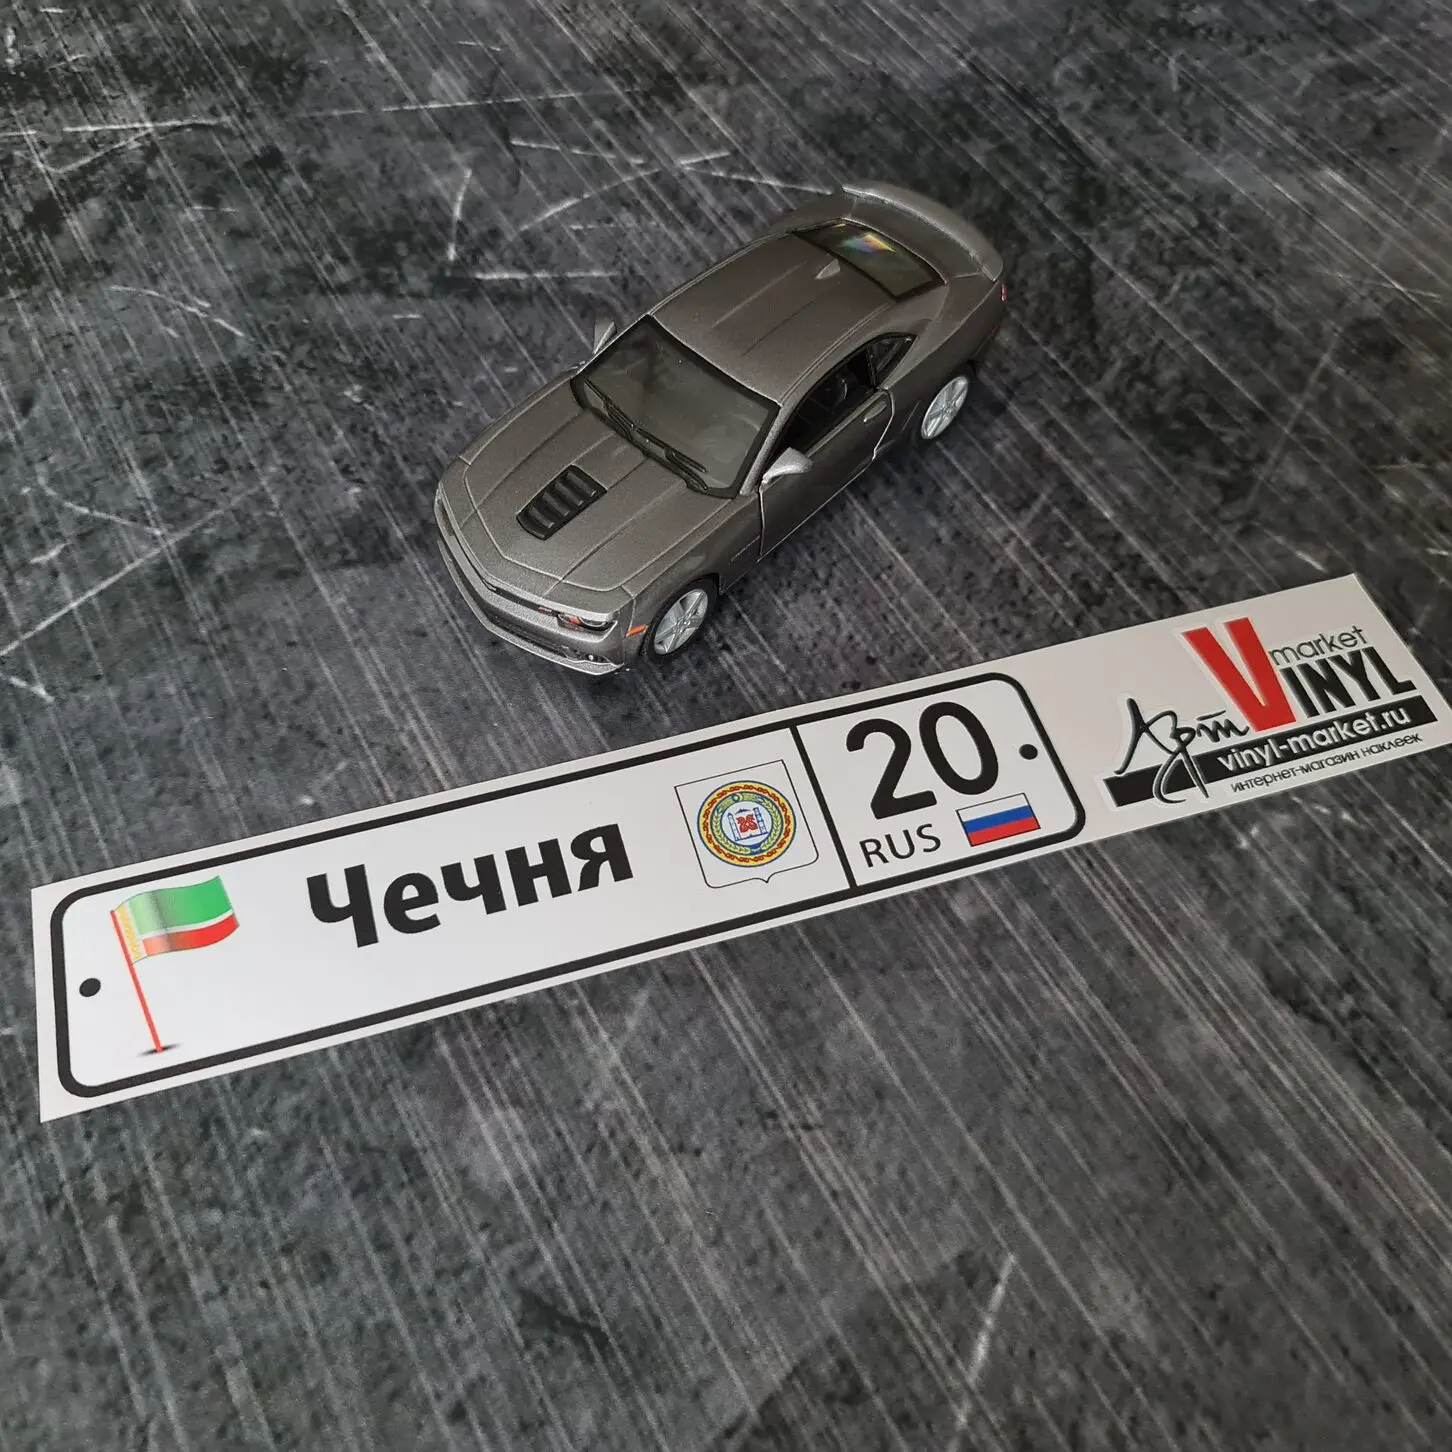 Чечня
20
RUS
Арт
market
VINYL
vinyl-market.ru
интернет-магазин наклеек